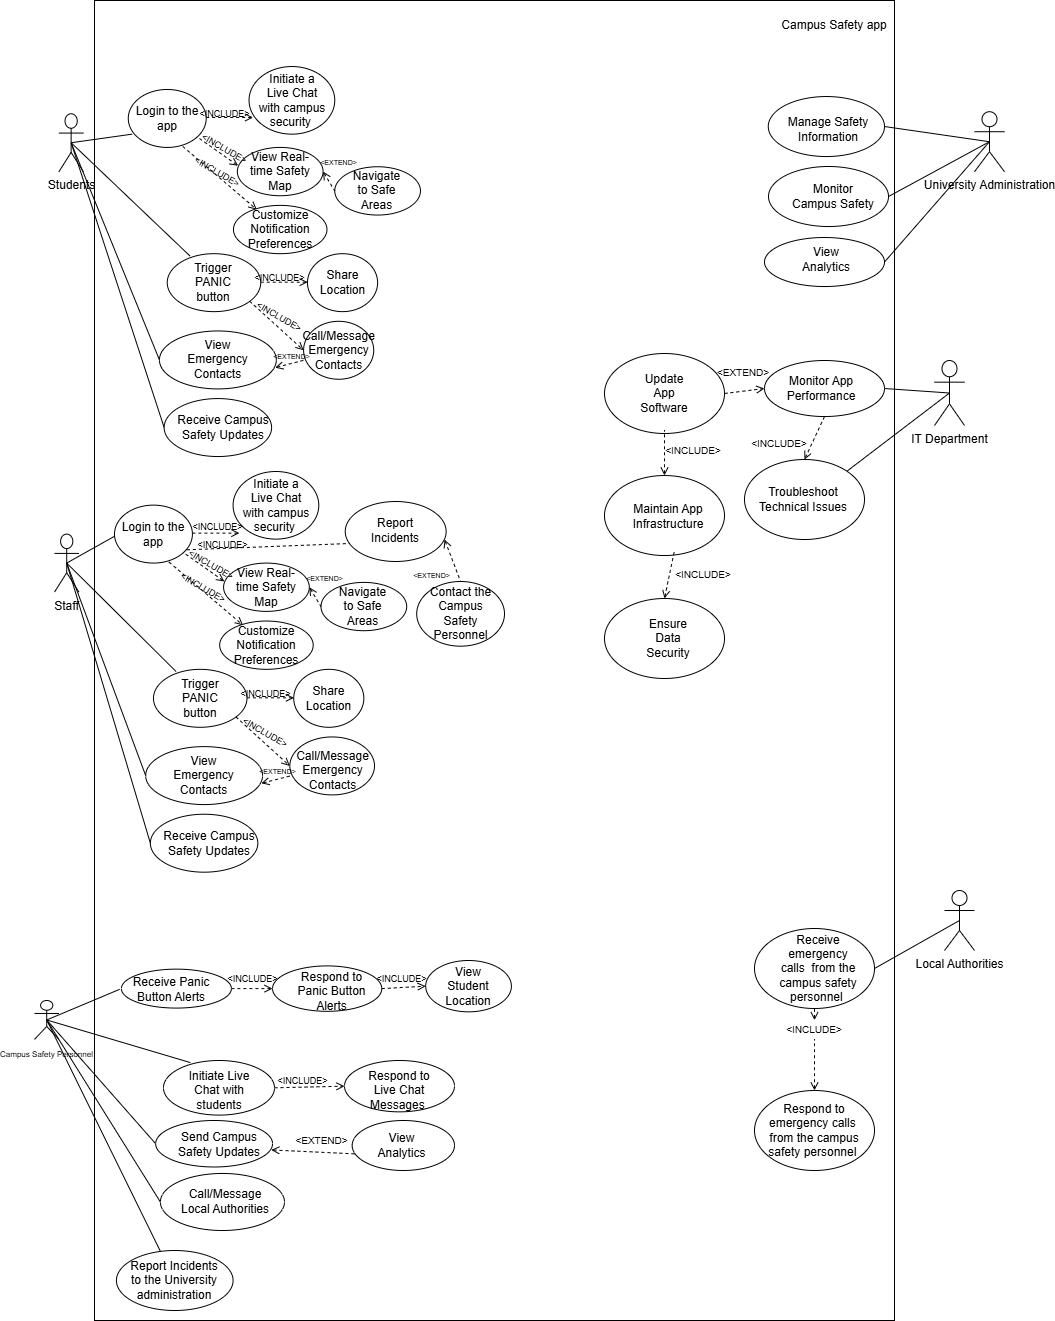 Campus Safety app
Initiate a
Live Chat
with campus
security
Login to the
app
<INCLUDE>
<INCLUDE>
<INCLUDE>
View Real-
time Safety
Map
<EXTEND>
Navigate
to Safe
Areas
Students
Customize
Notification
Preferences
Trigger
PANIC
button
<INCLUDE>
Share
Location
<INCLUDE>
Call/Message
Emergency
Contacts
<EXTEND>
View
Emergency
Contacts
Receive Campus
Safety Updates
Manage Safety
Information
University Administration
Monitor
Campus Safety
View
Analytics
Update
App
Software
<EXTEND>
Monitor App
Performance
IT Department
<INCLUDE>
<INCLUDE>
Troubleshoot
Technical Issues
Maintain App
Infrastructure
<INCLUDE>
Ensure
Data
Security
Initiate a
Live Chat
with campus
security
Login to the
app
<INCLUDE>
<INCLUDE>
<INCLUDE>
<INCLUDE>
Report
Incidents
View Real-
time Safety
Map
<EXTEND>
Navigate
to Safe
Areas
<EXTEND>
Contact the
Campus
Safety
Personnel
Staff
Customize
Notification
Preferences
Trigger
PANIC
button
<INCLUDE>
Share
Location
<INCLUDE>
Call/Message
Emergency
Contacts
<EXTEND>
View
Emergency
Contacts
Receive Campus
Safety Updates
Receive
emergency
calls from the
campus safety
personnel
Local Authorities
<INCLUDE>
Respond to
emergency calls
from the campus
safety personnel
Receive Panic
Button Alerts
<INCLUDE>
Respond to
Panic Button
Alerts
<INCLUDE>
View
Student
Location
Campus Safety Personnel
Initiate Live
Chat with
students
<INCLUDE>
Respond to
Live Chat
Messages
Send Campus
Safety Updates
<EXTEND>
View
Analytics
Call/Message
Local Authorities
Report Incidents
to the University
administration